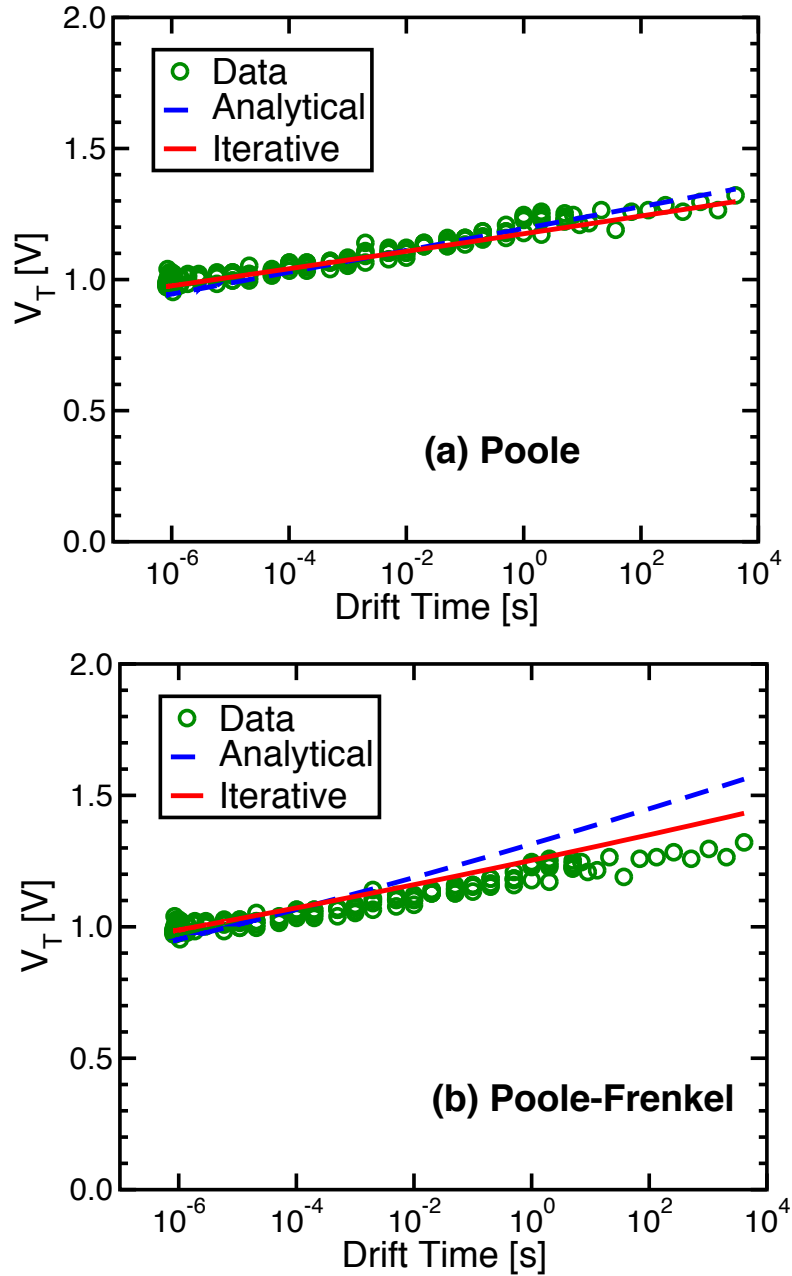 2.0
1.5
1.0
0.5
0.0
V_T [V]
Data
Analytical
Iterative
(a) Poole
10^-6 10^-4 10^-2 10^0 10^2 10^4
Drift Time [s]
2.0
1.5
1.0
0.5
0.0
V_T [V]
Data
Analytical
Iterative
(b) Poole-Frenkel
10^-6 10^-4 10^-2 10^0 10^2 10^4
Drift Time [s]